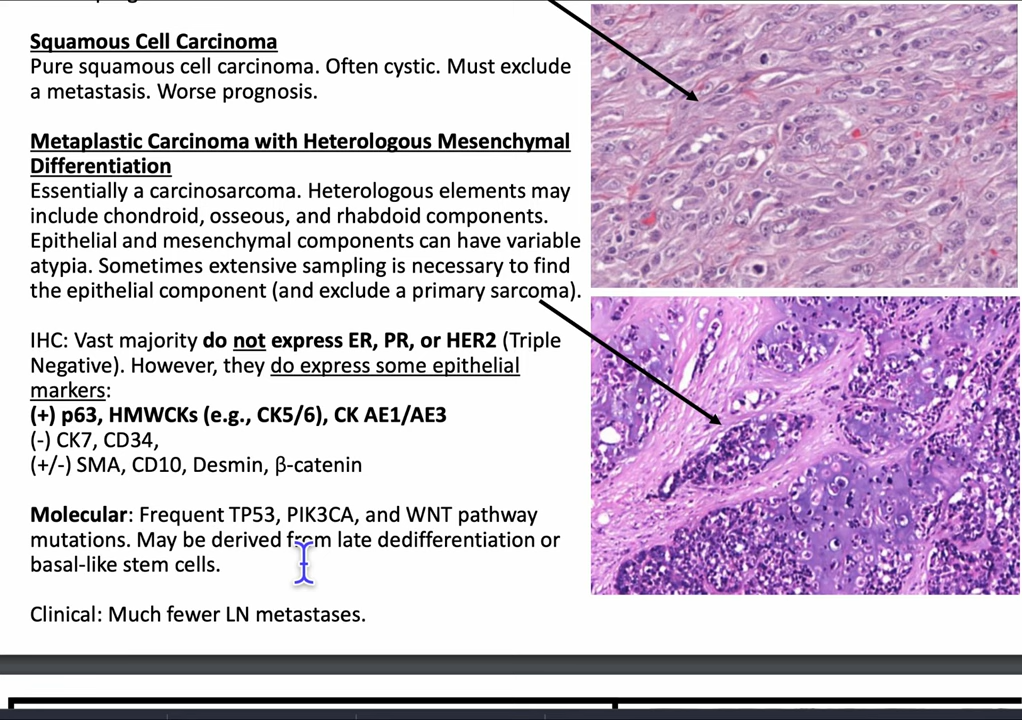 Squamous Cell Carcinoma
Pure squamous cell carcinoma. Often cystic. Must exclude
a metastasis. Worse prognosis.
Metaplastic Carcinoma with Heterologous Mesenchymal
Differentiation
Essentially a carcinosarcoma. Heterologous elements may
include chondroid, osseous, and rhabdoid components.
Epithelial and mesenchymal components can have variable
atypia. Sometimes extensive sampling is necessary to find
the epithelial component (and exclude a primary sarcoma).
IHC: Vast majority do not express ER, PR, or HER2 (Triple
Negative). However, they do express some epithelial
markers:
(+) p63, HMWCKs (e.g., CK5/6), CK AE1/AE3
(-) CK7, CD34,
(+/-) SMA, CD10, Desmin, β-catenin
Molecular: Frequent TP53, PIK3CA, and WNT pathway
mutations. May be derived from late dedifferentiation or
basal-like stem cells.
Clinical: Much fewer LN metastases.